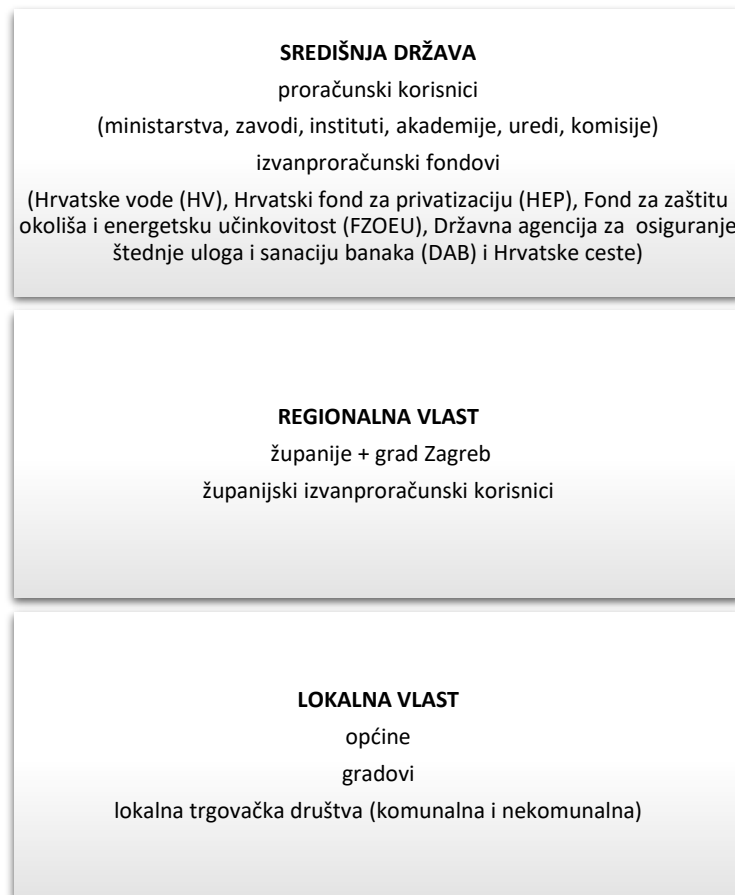 SREDIŠNJA DRŽAVA
proračunski korisnici
(ministarstva, zavodi, instituti, akademije, uredi, komisije)
izvanproračunski fondovi
(Hrvatske vode (HV), Hrvatski fond za privatizaciju (HEP), Fond za zaštitu
okoliša i energetsku učinkovitost (FZOEU), Državna agencija za osiguranje
štednje uloga i sanaciju banaka (DAB) i Hrvatske ceste)
REGIONALNA VLAST
županije + grad Zagreb
županijski izvanproračunski korisnici
LOKALNA VLAST
općine
gradovi
lokalna trgovačka društva (komunalna i nekomunalna)